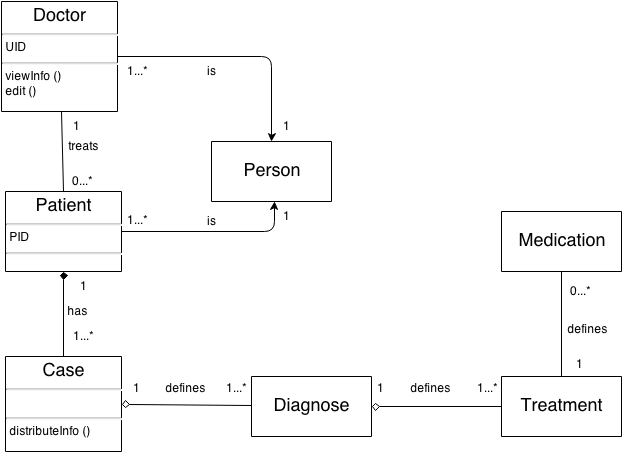 Doctor
UID
viewInfo ()
edit ()
1...*
is
1
1
treats
0...*
Person
Patient
PID
1...*
is
1
Medication
1
has
1...*
0...*
defines
1
Case
distributeInfo ()
1
defines
1...*
Diagnose
1
defines
1...*
Treatment